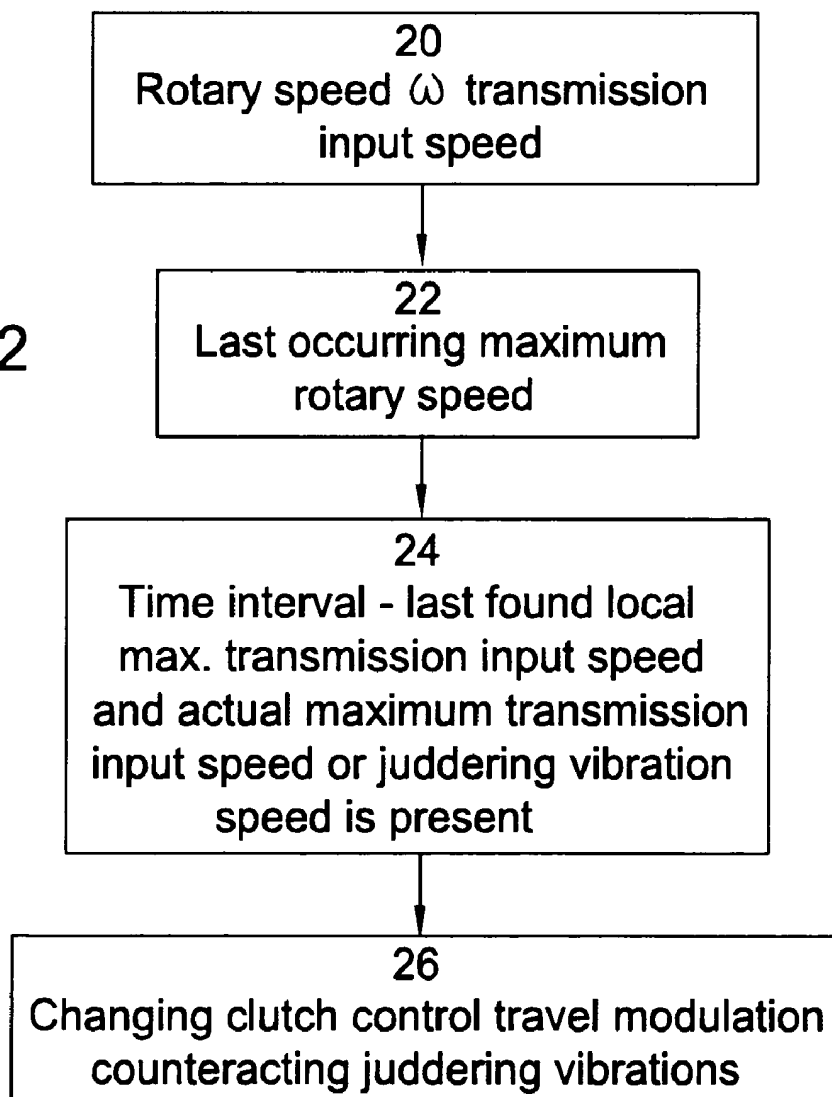 20
Rotary speed ω transmission
input speed
2
22
Last occurring maximum
rotary speed
24
Time interval - last found local
max. transmission input speed
and actual maximum transmission
input speed or juddering vibration
speed is present
26
Changing clutch control travel modulation
counteracting juddering vibrations